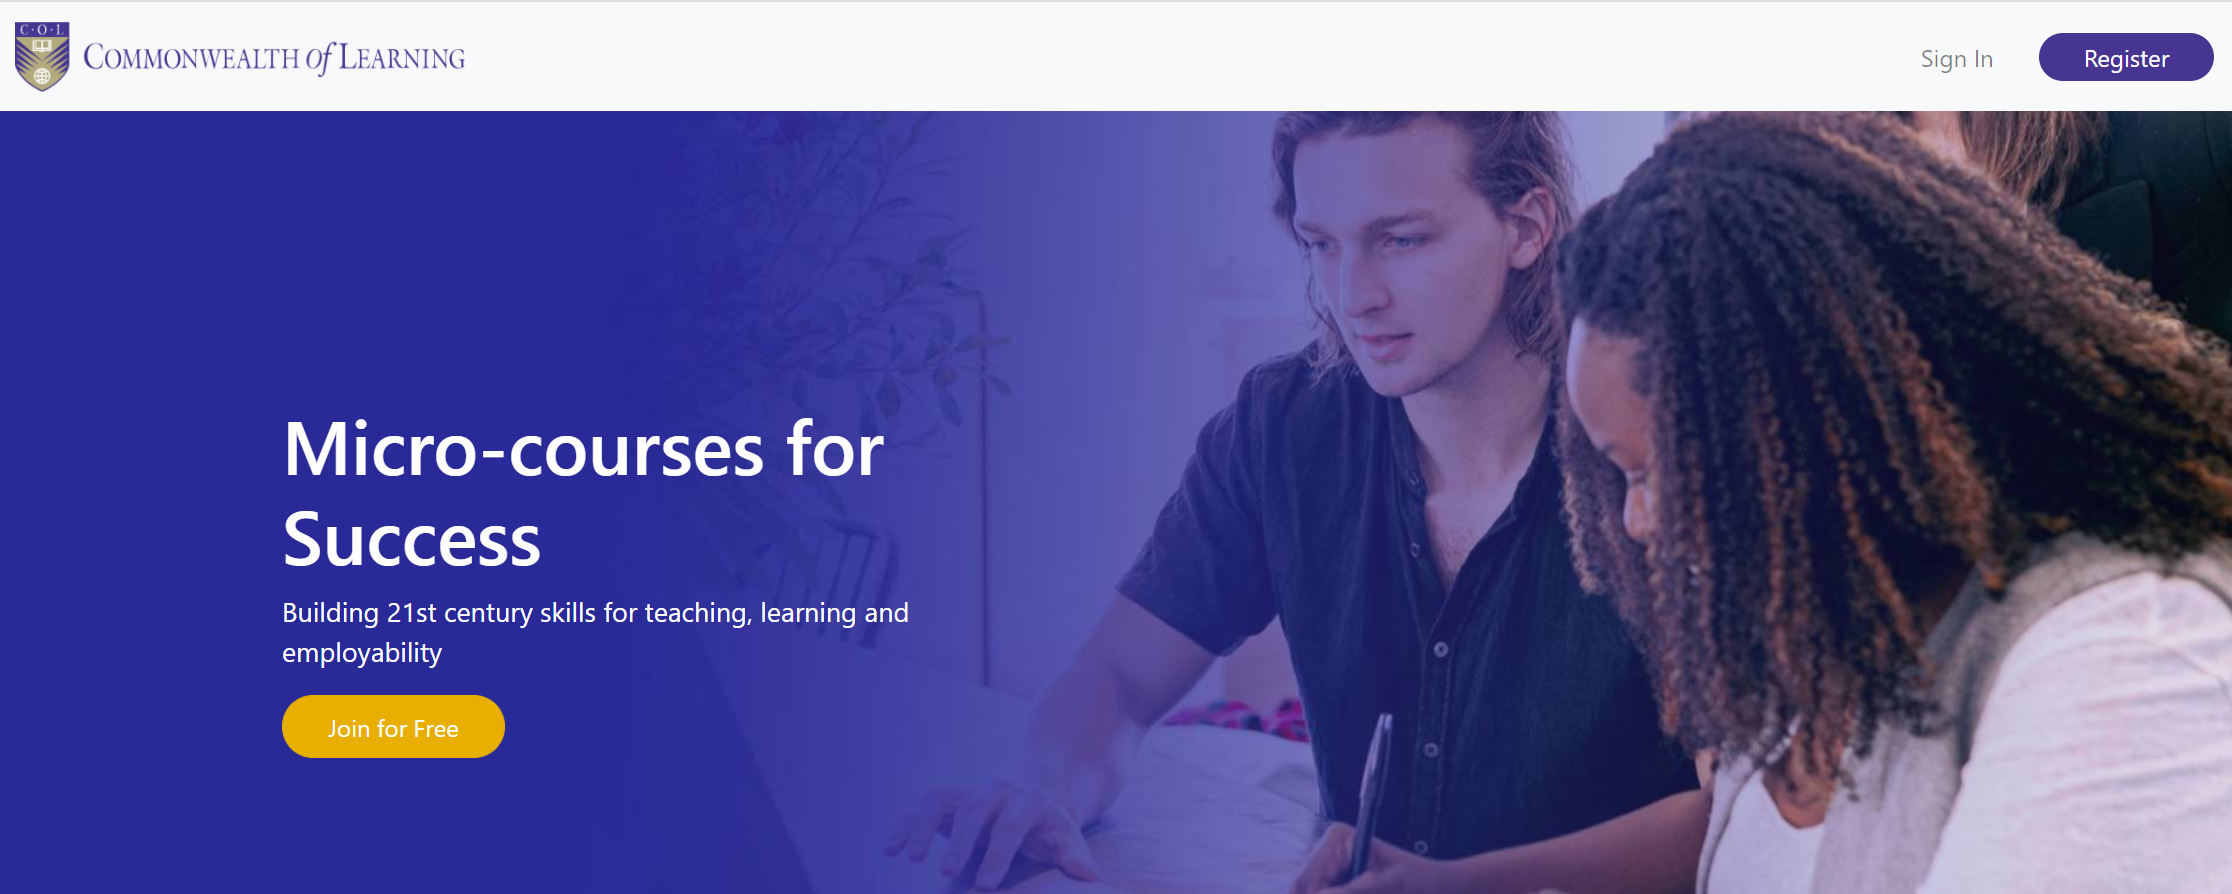 C·O·L
COMMONWEALTH of LEARNING
Sign In
Register
Micro-courses for
Success
Building 21st century skills for teaching, learning and
employability
Join for Free